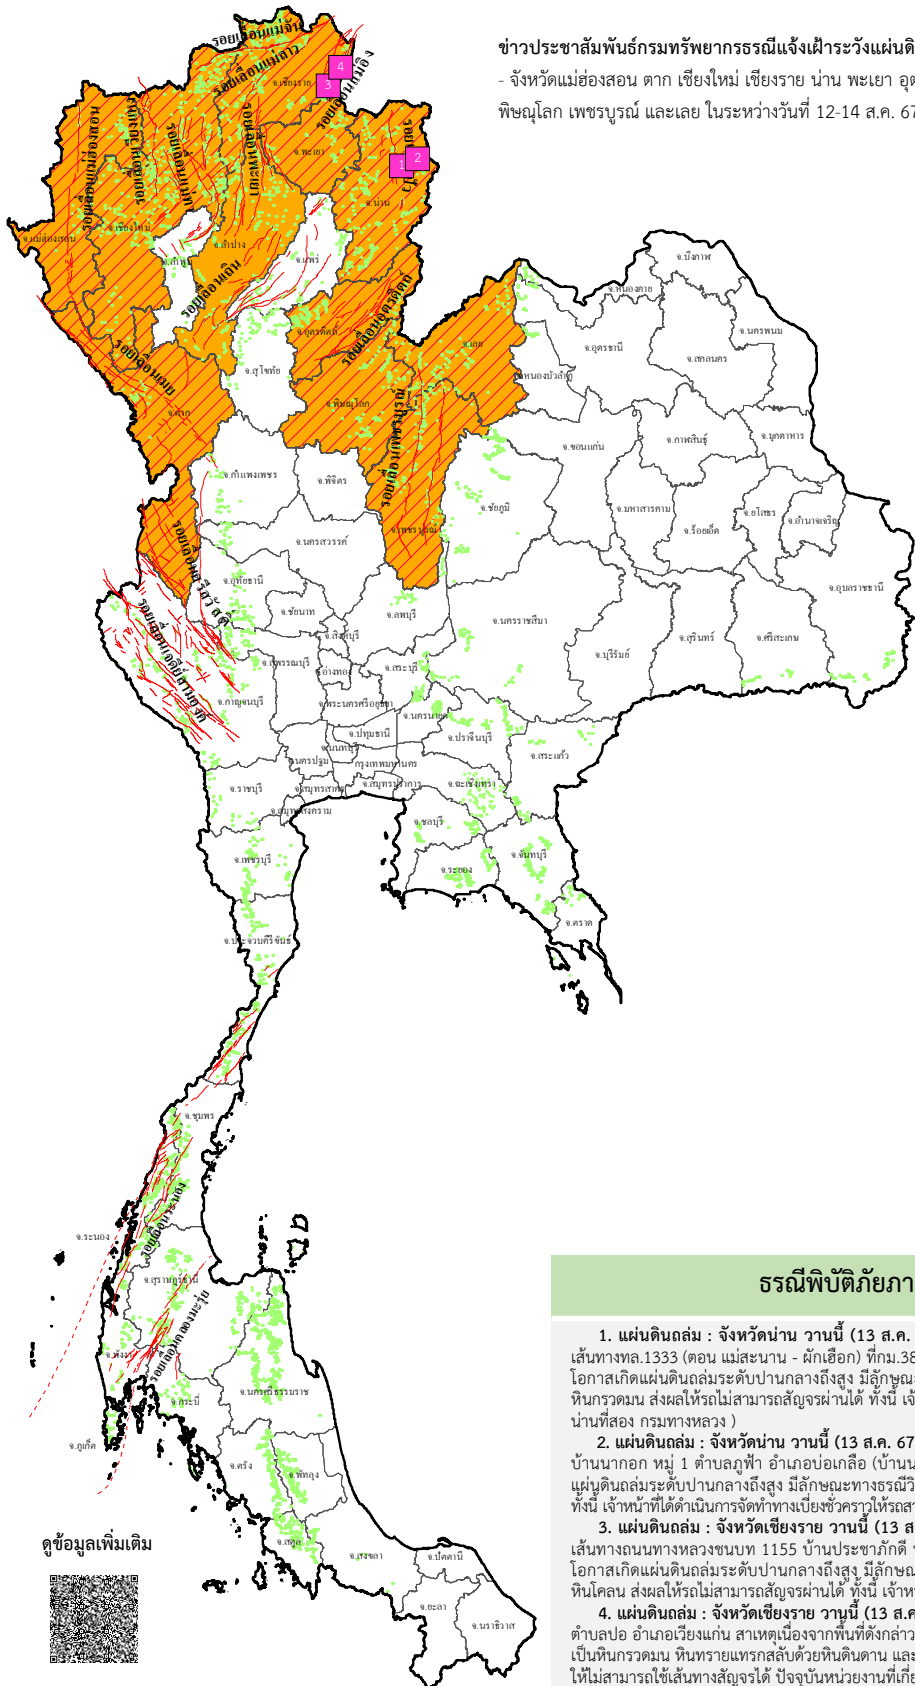 ข่าวประชาสัมพันธ์กรมทรัพยากรธรณีแจ้งเฝ้าระวังแผ่นดิ
- จังหวัดแม่ฮ่องสอน ตาก เชียงใหม่ เชียงราย น่าน พะเยา อุต
พิษณุโลก เพชรบูรณ์ และเลย ในระหว่างวันที่ 12-14 ส.ค. 67
รอยเลื่อนแม่จัน
รอยเลื่อนแม่ลาว
รอยเลื่อนแม่อิง
รอยเลื่อนแม่ฮ่องสอน
รอยเลื่อนแม่ทา
รอยเลื่อนพะเยา
รอยเลื่อนเถิน
รอยเลื่อนอุตรดิตถ์
รอยเลื่อนเมย
รอยเลื่อนเพชรบูรณ์
รอยเลื่อนศรีสวัสดิ์
รอยเลื่อนเจดีย์สามองค์
รอยเลื่อนระนอง
รอยเลื่อนคลองมะรุ่ย
4
3
2
1
จ.เชียงราย
จ.พะเยา
จ.น่าน
จ.แม่ฮ่องสอน
จ.เชียงใหม่
จ.ลำปาง
จ.ลำพูน
จ.แพร่
จ.อุตรดิตถ์
จ.สุโขทัย
จ.ตาก
จ.พิษณุโลก
จ.เลย
จ.บึงกาฬ
จ.หนองคาย
จ.นครพนม
จ.อุดรธานี
จ.สกลนคร
จ.หนองบัวลำภู
จ.ขอนแก่น
จ.กาฬสินธุ์
จ.มุกดาหาร
จ.กำแพงเพชร
จ.พิจิตร
จ.เพชรบูรณ์
จ.ชัยภูมิ
จ.มหาสารคาม
จ.ร้อยเอ็ด
จ.ยโสธร
จ.อำนาจเจริญ
จ.นครสวรรค์
จ.อุทัยธานี
จ.ชัยนาท
จ.ลพบุรี
จ.นครราชสีมา
จ.บุรีรัมย์
จ.สุรินทร์
จ.ศรีสะเกษ
จ.อุบลราชธานี
จ.สิงห์บุรี
จ.สุพรรณบุรี
จ.อ่างทอง
จ.สระบุรี
จ.กาญจนบุรี
จ.พระนครศรีอยุธยา
จ.นครนายก
จ.ปทุมธานี
จ.ปราจีนบุรี
จ.สระแก้ว
จ.นนทบุรี
จ.นครปฐม
กรุงเทพมหานคร
จ.ราชบุรี
จ.สมุทรสาคร
จ.สมุทรปราการ
จ.ฉะเชิงเทรา
จ.สมุทรสงคราม
จ.ชลบุรี
จ.เพชรบุรี
จ.ระยอง
จ.จันทบุรี
จ.ตราด
จ.ประจวบคีรีขันธ์
จ.ชุมพร
จ.ระนอง
จ.สุราษฎร์ธานี
จ.พังงา
จ.กระบี่
จ.นครศรีธรรมราช
จ.ภูเก็ต
จ.ตรัง
จ.พัทลุง
จ.สตูล
จ.สงขลา
จ.ปัตตานี
จ.ยะลา
จ.นราธิวาส
ดูข้อมูลเพิ่มเติม
ธรณีพิบัติภัยภา
1. แผ่นดินถล่ม : จังหวัดน่าน วานนี้ (13 ส.ค.
เส้นทางทล.1333 (ตอน แม่สะนาน - ผักเฮือก) ที่กม.38
โอกาสเกิดแผ่นดินถล่มระดับปานกลางถึงสูง มีลักษณะ
หินกรวดมน ส่งผลให้รถไม่สามารถสัญจรผ่านได้ ทั้งนี้ เจ้
น่านที่สอง กรมทางหลวง )
2. แผ่นดินถล่ม : จังหวัดน่าน วานนี้ (13 ส.ค. 67
บ้านนากอก หมู่ 1 ตำบลภูฟ้า อำเภอบ่อเกลือ (บ้านน
แผ่นดินถล่มระดับปานกลางถึงสูง มีลักษณะทางธรณีวิ
ทั้งนี้ เจ้าหน้าที่ได้ดำเนินการจัดทำทางเบี่ยงชั่วคราวให้รถสา
3. แผ่นดินถล่ม : จังหวัดเชียงราย วานนี้ (13 ส
เส้นทางถนนทางหลวงชนบท 1155 บ้านประชาภักดี
โอกาสเกิดแผ่นดินถล่มระดับปานกลางถึงสูง มีลักษณ
หินโคลน ส่งผลให้รถไม่สามารถสัญจรผ่านได้ ทั้งนี้ เจ้าห
4. แผ่นดินถล่ม : จังหวัดเชียงราย วานนี้ (13 ส.ค
ตำบลปอ อำเภอเวียงแก่น สาเหตุเนื่องจากพื้นที่ดังกล่าว
เป็นหินกรวดมน หินทรายแทรกสลับด้วยหินดินดาน และ
ให้ไม่สามารถใช้เส้นทางสัญจรได้ ปัจจุบันหน่วยงานที่เกี่ย